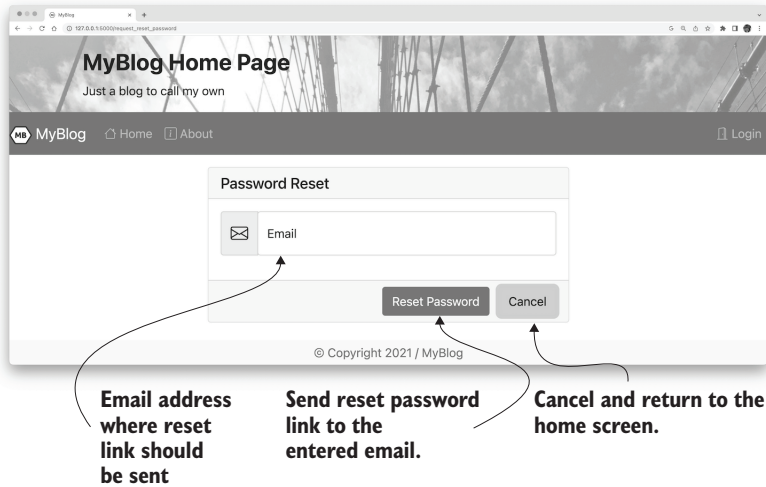 MyBlog
127.0.0.1:5000/request_reset_password
MyBlog Home Page
Just a blog to call my own
MB MyBlog Home About Login
Password Reset
Email
Reset Password Cancel
© Copyright 2021 / MyBlog
Email address
where reset
link should
be sent
Send reset password
link to the
entered email.
Cancel and return to the
home screen.